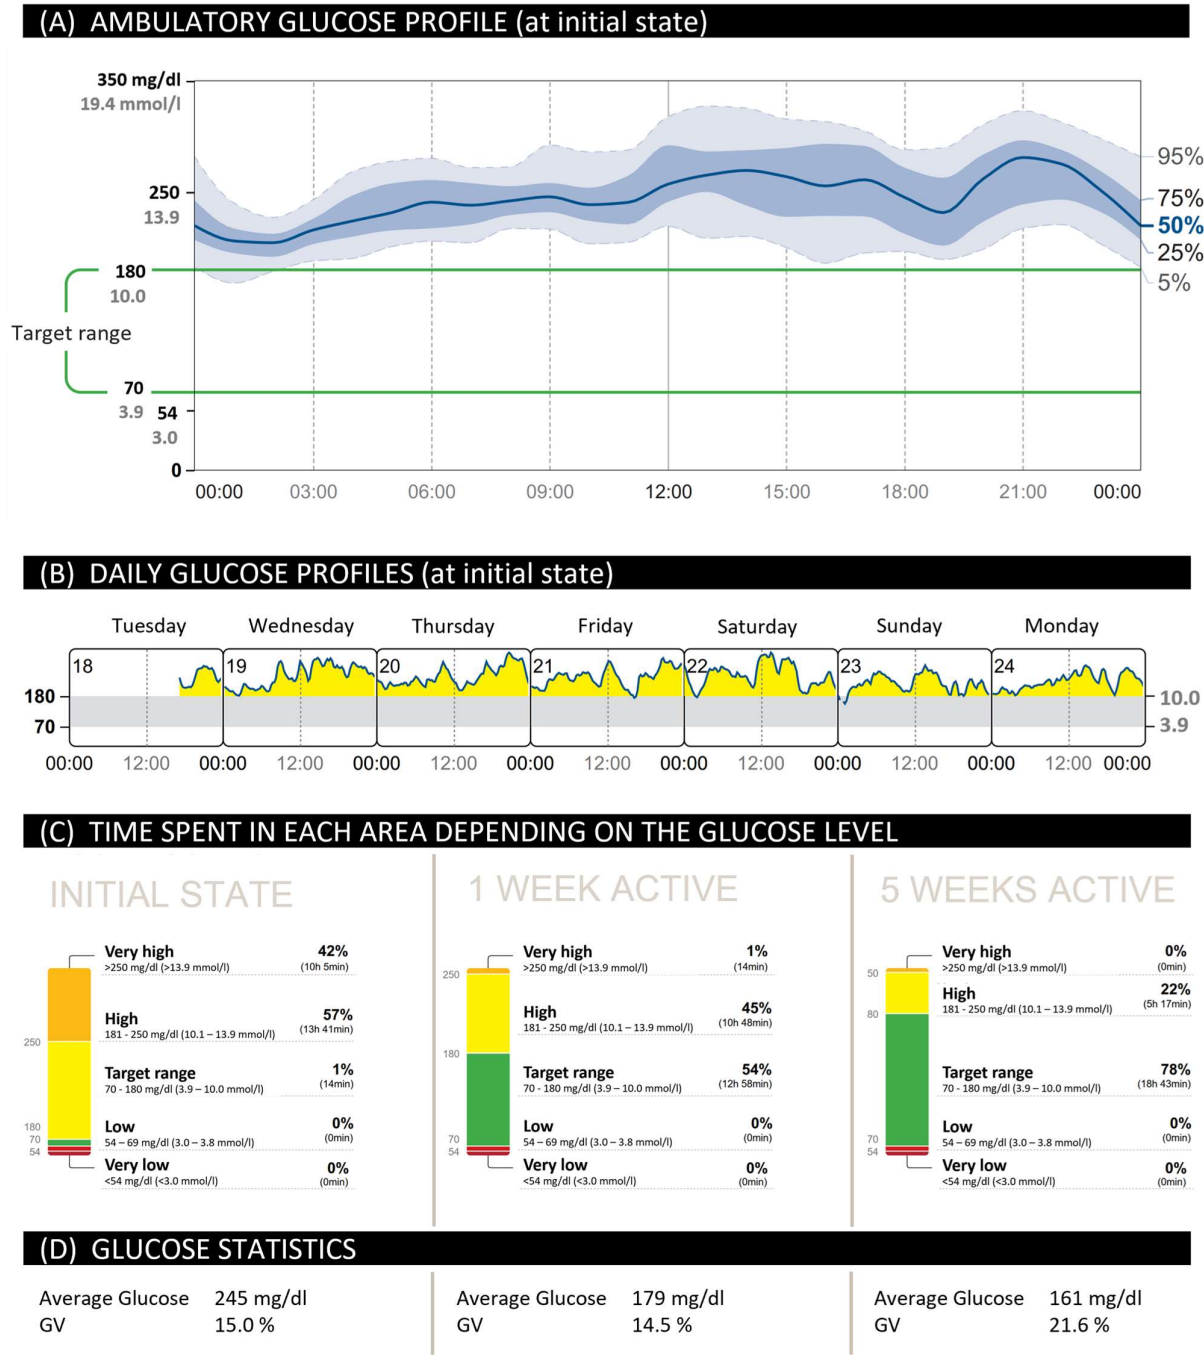 (A) AMBULATORY GLUCOSE PROFILE (at initial state)
350 mg/dl
19.4 mmol/l
250
13.9
180
10.0
Target range
70
3.9
54
3.0
0
95%
75%
50%
25%
5%
00:00 03:00 06:00 09:00 12:00 15:00 18:00 21:00 00:00
(B) DAILY GLUCOSE PROFILES (at initial state)
Tuesday Wednesday Thursday Friday Saturday Sunday Monday
18 19 20 21 22 23 24
180 10.0
70 3.9
00:00 12:00 00:00 12:00 00:00 12:00 00:00 12:00 00:00 12:00 00:00 12:00 00:00 12:00 00:00
(C) TIME SPENT IN EACH AREA DEPENDING ON THE GLUCOSE LEVEL
INITIAL STATE
Very high 42%
>250 mg/dl (>13.9 mmol/l) (10h 5min)
High 57%
181 - 250 mg/dl (10.1 – 13.9 mmol/l) (13h 41min)
250
Target range 1%
70 - 180 mg/dl (3.9 – 10.0 mmol/l) (14min)
180
Low 0%
70
54 – 69 mg/dl (3.0 – 3.8 mmol/l) (0min)
54
Very low 0%
<54 mg/dl (<3.0 mmol/l) (0min)
1 WEEK ACTIVE
Very high 1%
>250 mg/dl (>13.9 mmol/l) (14min)
250
High 45%
181 - 250 mg/dl (10.1 – 13.9 mmol/l) (10h 48min)
180
Target range 54%
70 - 180 mg/dl (3.9 – 10.0 mmol/l) (12h 58min)
Low 0%
70
54 – 69 mg/dl (3.0 – 3.8 mmol/l) (0min)
54
Very low 0%
<54 mg/dl (<3.0 mmol/l) (0min)
5 WEEKS ACTIVE
Very high 0%
>250 mg/dl (>13.9 mmol/l) (0min)
50
High 22%
181 - 250 mg/dl (10.1 – 13.9 mmol/l) (5h 17min)
80
Target range 78%
70 - 180 mg/dl (3.9 – 10.0 mmol/l) (18h 43min)
Low 0%
70
54 – 69 mg/dl (3.0 – 3.8 mmol/l) (0min)
54
Very low 0%
<54 mg/dl (<3.0 mmol/l) (0min)
(D) GLUCOSE STATISTICS
Average Glucose 245 mg/dl
GV 15.0 %
Average Glucose 179 mg/dl
GV 14.5 %
Average Glucose 161 mg/dl
GV 21.6 %